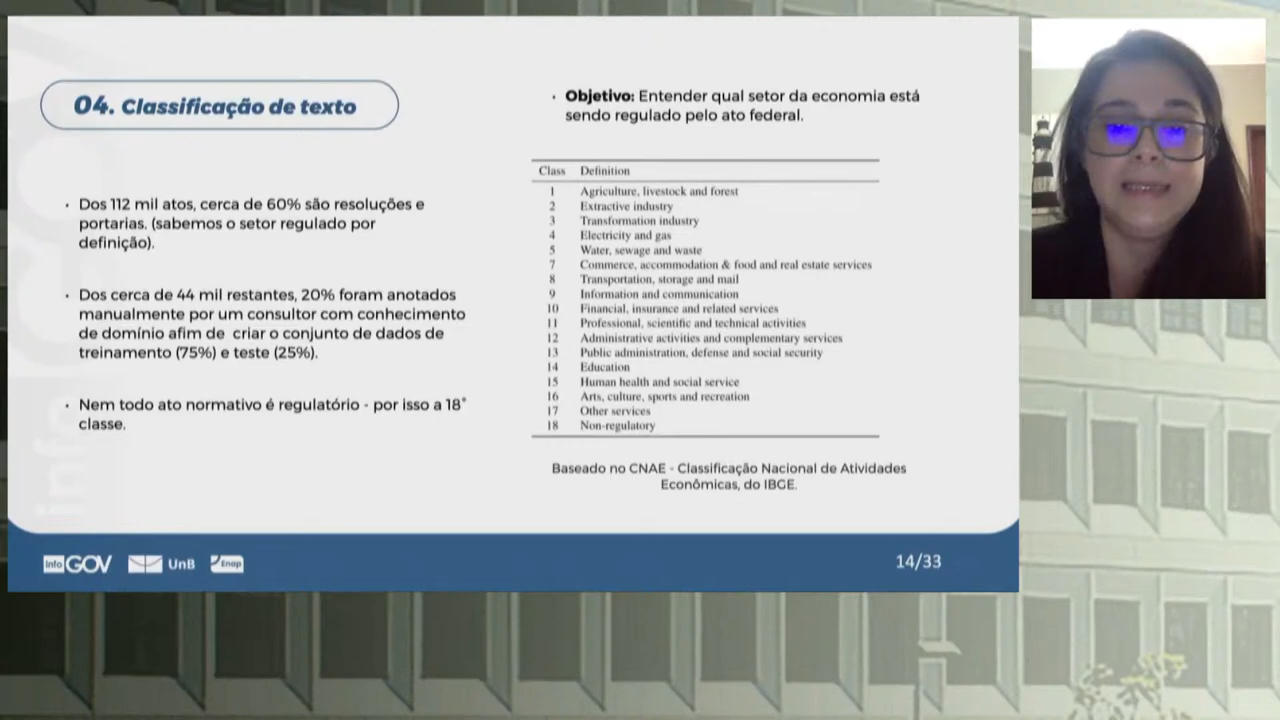 04. Classificação de texto
• Dos 112 mil atos, cerca de 60% são resoluções e
portarias. (sabemos o setor regulado por
definição).
• Dos cerca de 44 mil restantes, 20% foram anotados
manualmente por um consultor com conhecimento
de domínio afim de criar o conjunto de dados de
treinamento (75%) e teste (25%).
• Nem todo ato normativo é regulatório - por isso a 18°
classe.
• Objetivo: Entender qual setor da economia está
sendo regulado pelo ato federal.
Class Definition
1 Agriculture, livestock and forest
2 Extractive industry
3 Transformation industry
4 Electricity and gas
5 Water, sewage and waste
7 Commerce, accommodation & food and real estate services
8 Transportation, storage and mail
9 Information and communication
10 Financial, insurance and related services
11 Professional, scientific and technical activities
12 Administrative activities and complementary services
13 Public administration, defense and social security
14 Education
15 Human health and social service
16 Arts, culture, sports and recreation
17 Other services
18 Non-regulatory
Baseado no CNAE - Classificação Nacional de Atividades
Econômicas, do IBGE.
info
infoGOV UnB Enap
14/33